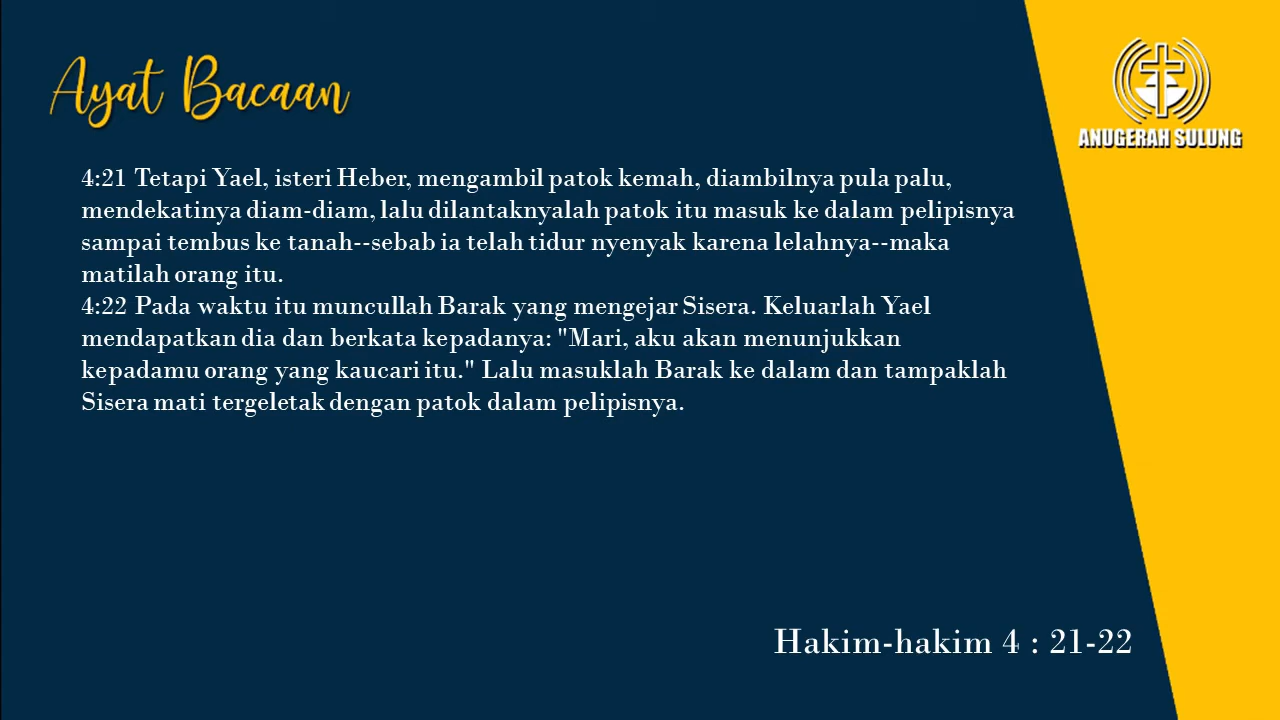 Ayat Bacaan
ANUGERAH SULUNG
4:21 Tetapi Yael, isteri Heber, mengambil patok kemah, diambilnya pula palu,
mendekatinya diam-diam, lalu dilantaknyalah patok itu masuk ke dalam pelipisnya
sampai tembus ke tanah--sebab ia telah tidur nyenyak karena lelahnya--maka
matilah orang itu.
4:22 Pada waktu itu muncullah Barak yang mengejar Sisera. Keluarlah Yael
mendapatkan dia dan berkata kepadanya: "Mari, aku akan menunjukkan
kepadamu orang yang kaucari itu." Lalu masuklah Barak ke dalam dan tampaklah
Sisera mati tergeletak dengan patok dalam pelipisnya.
Hakim-hakim 4 : 21-22